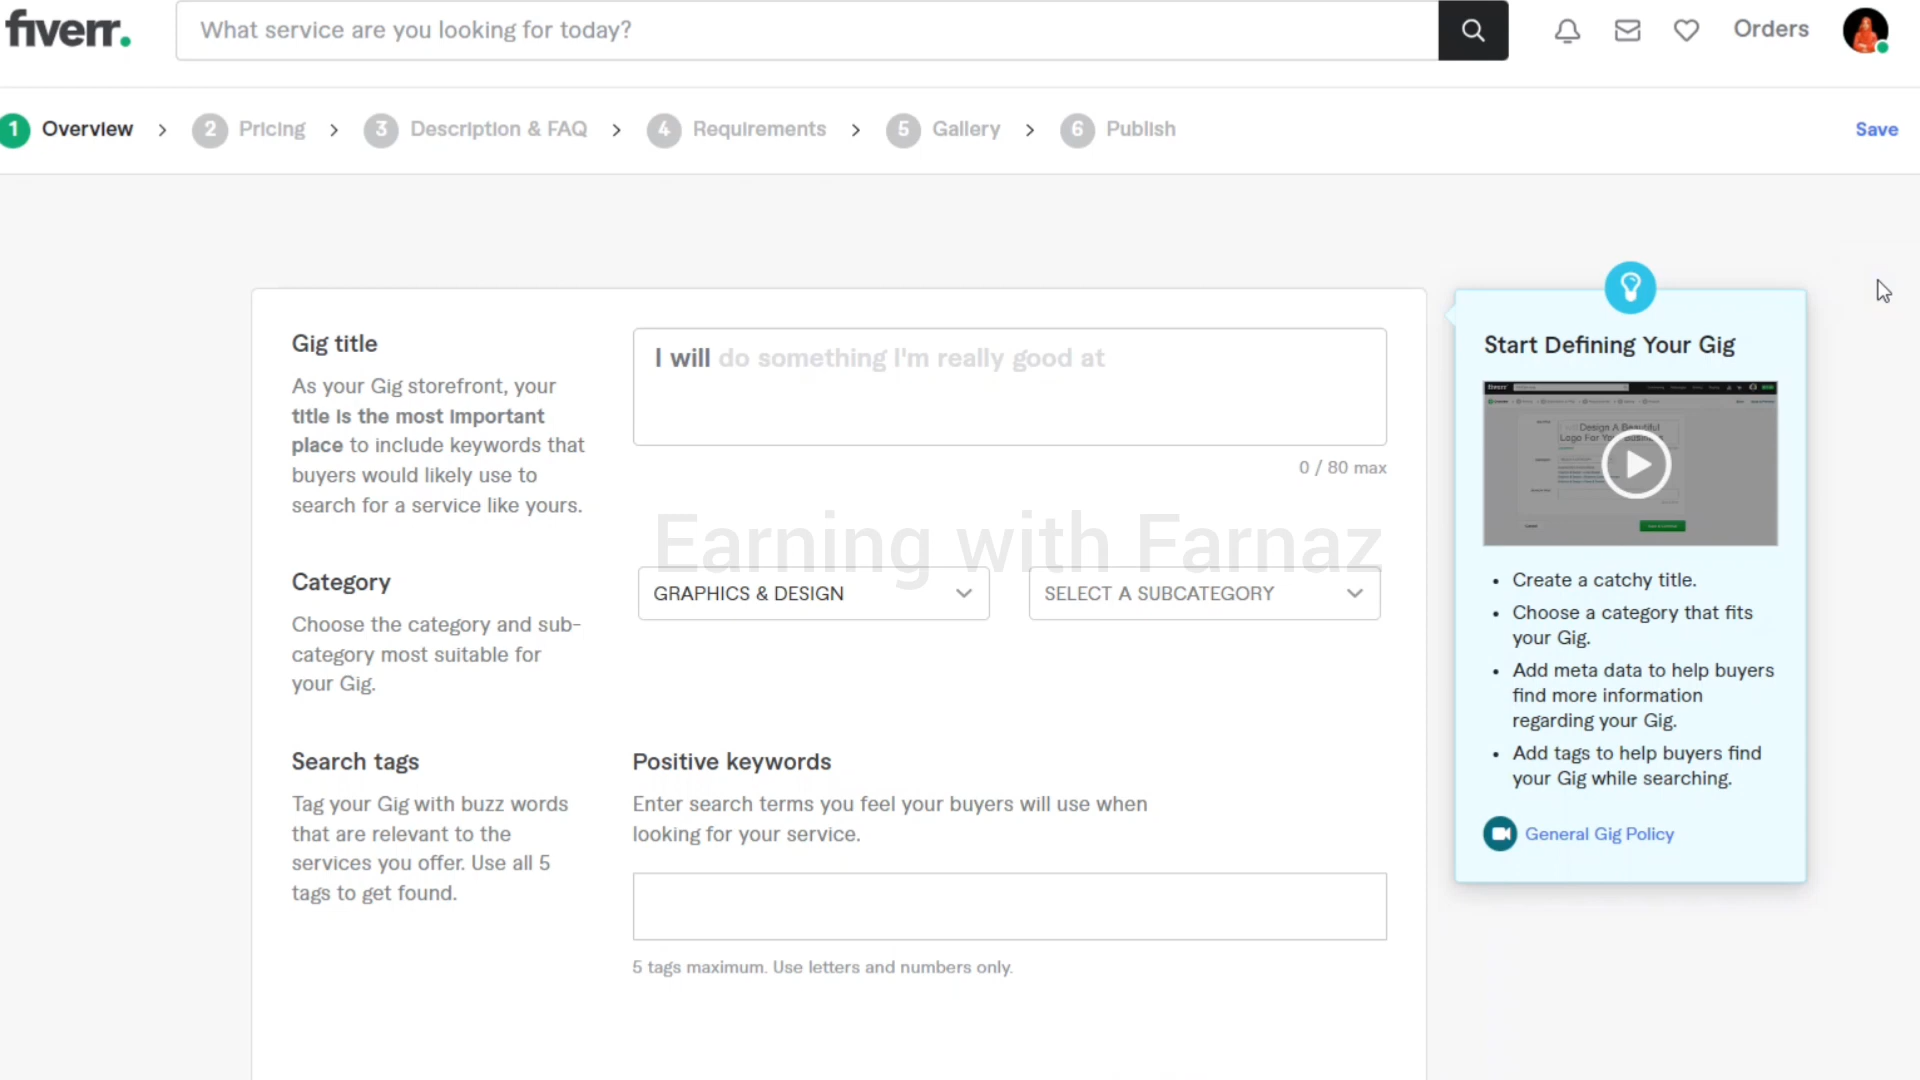 fiverr.
What service are you looking for today?
Orders
1 Overview > 2 Pricing > 3 Description & FAQ > 4 Requirements > 5 Gallery > 6 Publish
Save
Gig title
As your Gig storefront, your
title is the most important
place to include keywords that
buyers would likely use to
search for a service like yours.
I will do something I'm really good at
0 / 80 max
Earning with Farnaz
Category
Choose the category and sub-
category most suitable for
your Gig.
GRAPHICS & DESIGN
SELECT A SUBCATEGORY
Search tags
Tag your Gig with buzz words
that are relevant to the
services you offer. Use all 5
tags to get found.
Positive keywords
Enter search terms you feel your buyers will use when
looking for your service.
5 tags maximum. Use letters and numbers only.
Start Defining Your Gig
fiverr
Design A Beautiful
Logo For Your
• Create a catchy title.
• Choose a category that fits
your Gig.
• Add meta data to help buyers
find more information
regarding your Gig.
• Add tags to help buyers find
your Gig while searching.
General Gig Policy